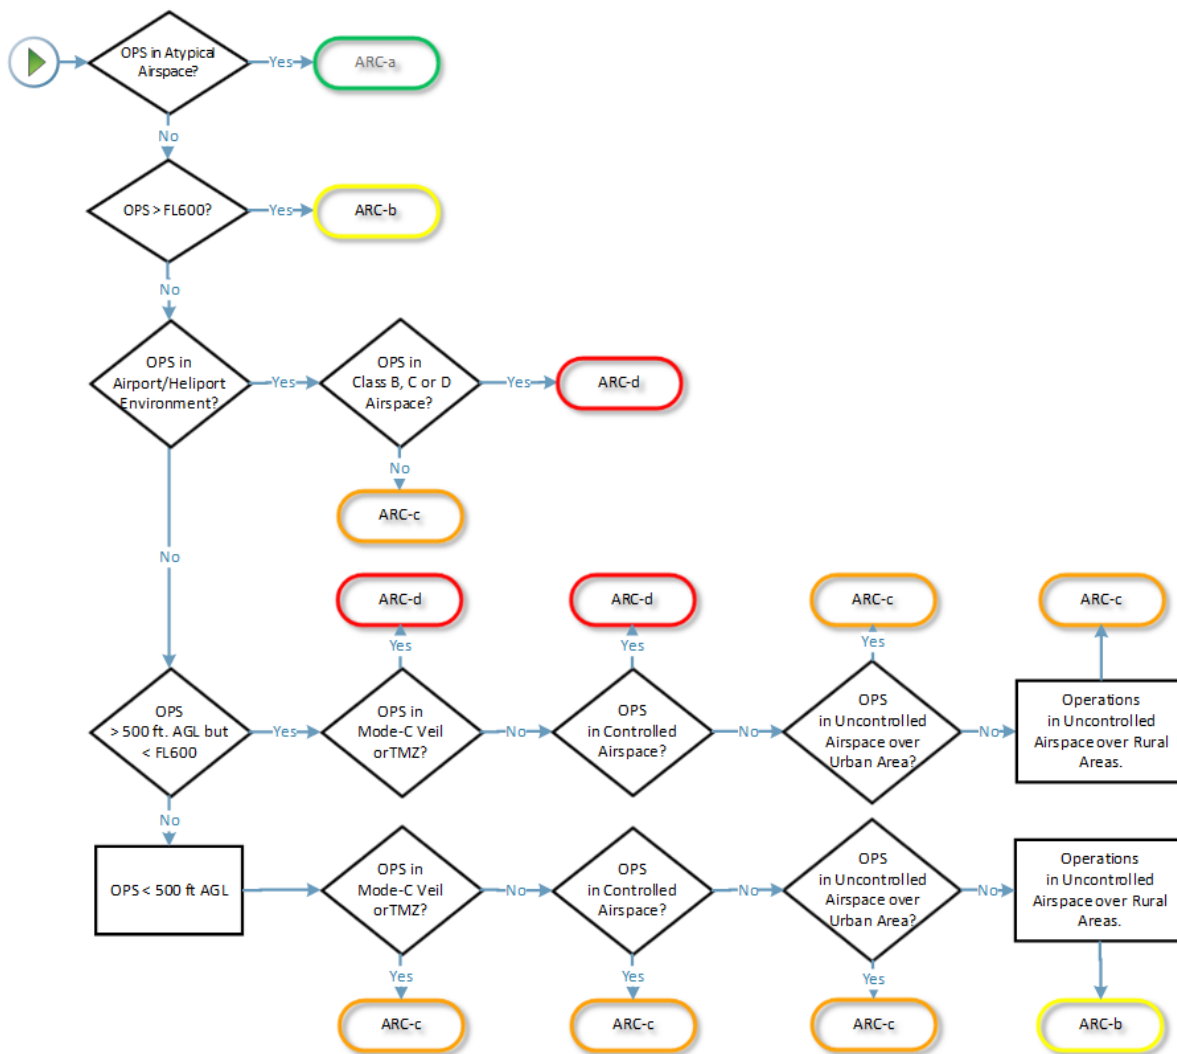 OPS in Atypical
Airspace?
Yes
ARC-a
No
OPS > FL600?
Yes
ARC-b
No
OPS in
Airport/Heliport
Environment?
Yes
OPS in
Class B, C or D
Airspace?
Yes
ARC-d
No
ARC-c
No
ARC-d
ARC-d
ARC-c
ARC-c
Yes
Yes
Yes
OPS
> 500 ft. AGL but
< FL600
Yes
OPS in
Mode-C Veil
or TMZ?
No
OPS
in Controlled
Airspace?
No
OPS
in Uncontrolled
Airspace over
Urban Area?
No
Operations
in Uncontrolled
Airspace over Rural
Areas.
No
OPS < 500 ft AGL
OPS in
Mode-C Veil
or TMZ?
No
OPS
in Controlled
Airspace?
No
OPS
in Uncontrolled
Airspace over
Urban Area?
No
Operations
in Uncontrolled
Airspace over Rural
Areas.
Yes
Yes
Yes
ARC-c
ARC-c
ARC-c
ARC-b